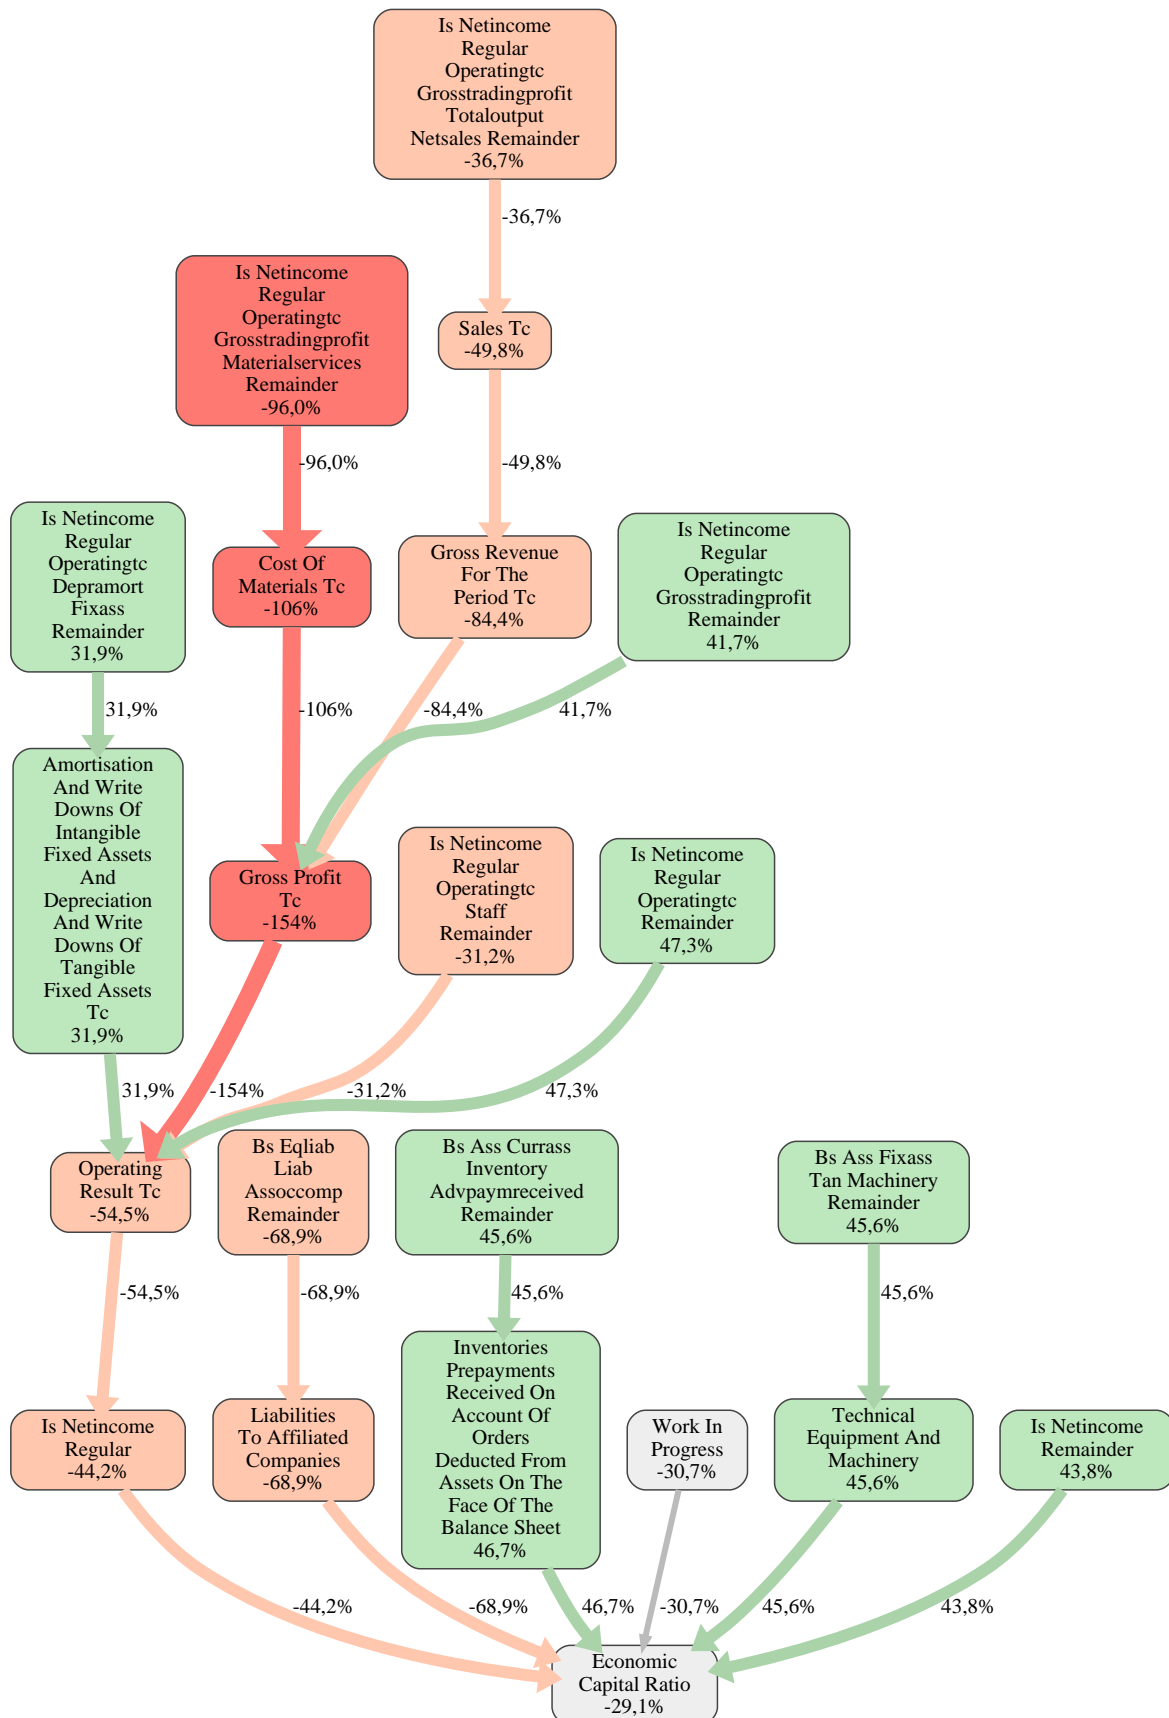 Is Netincome
Regular
Operatingtc
Grosstradingprofit
Totaloutput
Netsales Remainder
-36,7%
-36,7%
Is Netincome
Regular
Operatingtc
Grosstradingprofit
Materialservices
Remainder
-96,0%
Sales Tc
-49,8%
-96,0%
-49,8%
Is Netincome
Regular
Operatingtc
Depramort
Fixass
Remainder
31,9%
Cost Of
Materials Tc
-106%
Gross Revenue
For The
Period Tc
-84,4%
Is Netincome
Regular
Operatingtc
Grosstradingprofit
Remainder
41,7%
31,9%
-106%
-84,4%
41,7%
Amortisation
And Write
Downs Of
Intangible
Fixed Assets
And
Depreciation
And Write
Downs Of
Tangible
Fixed Assets
Tc
31,9%
Gross Profit
Tc
-154%
Is Netincome
Regular
Operatingtc
Staff
Remainder
-31,2%
Is Netincome
Regular
Operatingtc
Remainder
47,3%
31,9%
-154%
-31,2%
47,3%
Operating
Result Tc
-54,5%
Bs Eqliab
Liab
Assoccomp
Remainder
-68,9%
Bs Ass Currass
Inventory
Advpaymreceived
Remainder
45,6%
Bs Ass Fixass
Tan Machinery
Remainder
45,6%
-54,5%
-68,9%
45,6%
45,6%
Is Netincome
Regular
-44,2%
Liabilities
To Affiliated
Companies
-68,9%
Inventories
Prepayments
Received On
Account Of
Orders
Deducted From
Assets On The
Face Of The
Balance Sheet
46,7%
Work In
Progress
-30,7%
Technical
Equipment And
Machinery
45,6%
Is Netincome
Remainder
43,8%
-44,2%
-68,9%
46,7%
-30,7%
45,6%
43,8%
Economic
Capital Ratio
-29,1%